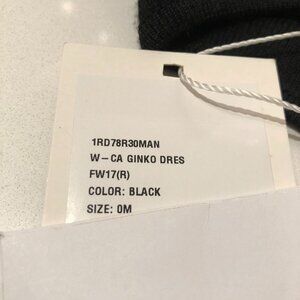 1RD78R30MAN
W—CA GINKO DRES
FW17(R)
COLOR: BLACK
SIZE: 0M